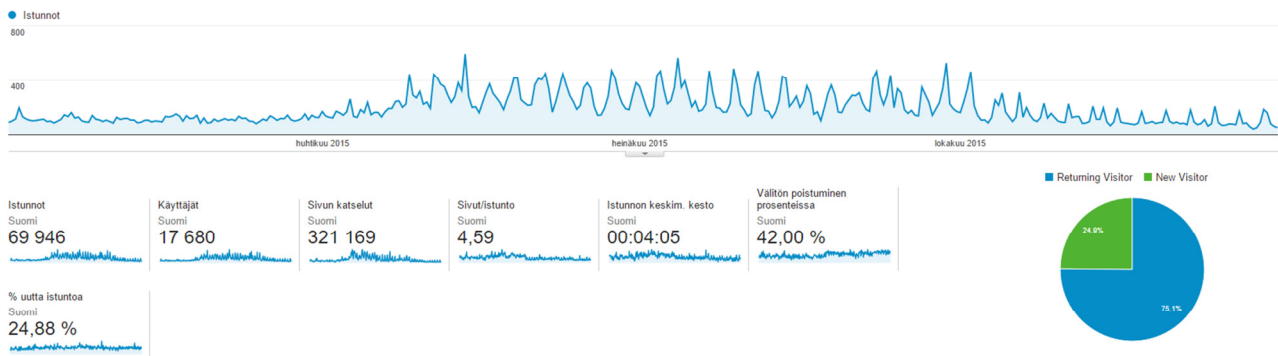 Istunnot
800
400
huhtikuu 2015
heinäkuu 2015
lokakuu 2015
Returning Visitor
New Visitor
Istunnot
Suomi
69 946
Käyttäjät
Suomi
17 680
Sivun katselut
Suomi
321 169
Sivut/istunto
Suomi
4,59
Istunnon keskim. kesto
Suomi
00:04:05
Välitön poistuminen
prosenteissa
Suomi
42,00 %
24.9%
75.1%
% uutta istuntoa
Suomi
24,88 %